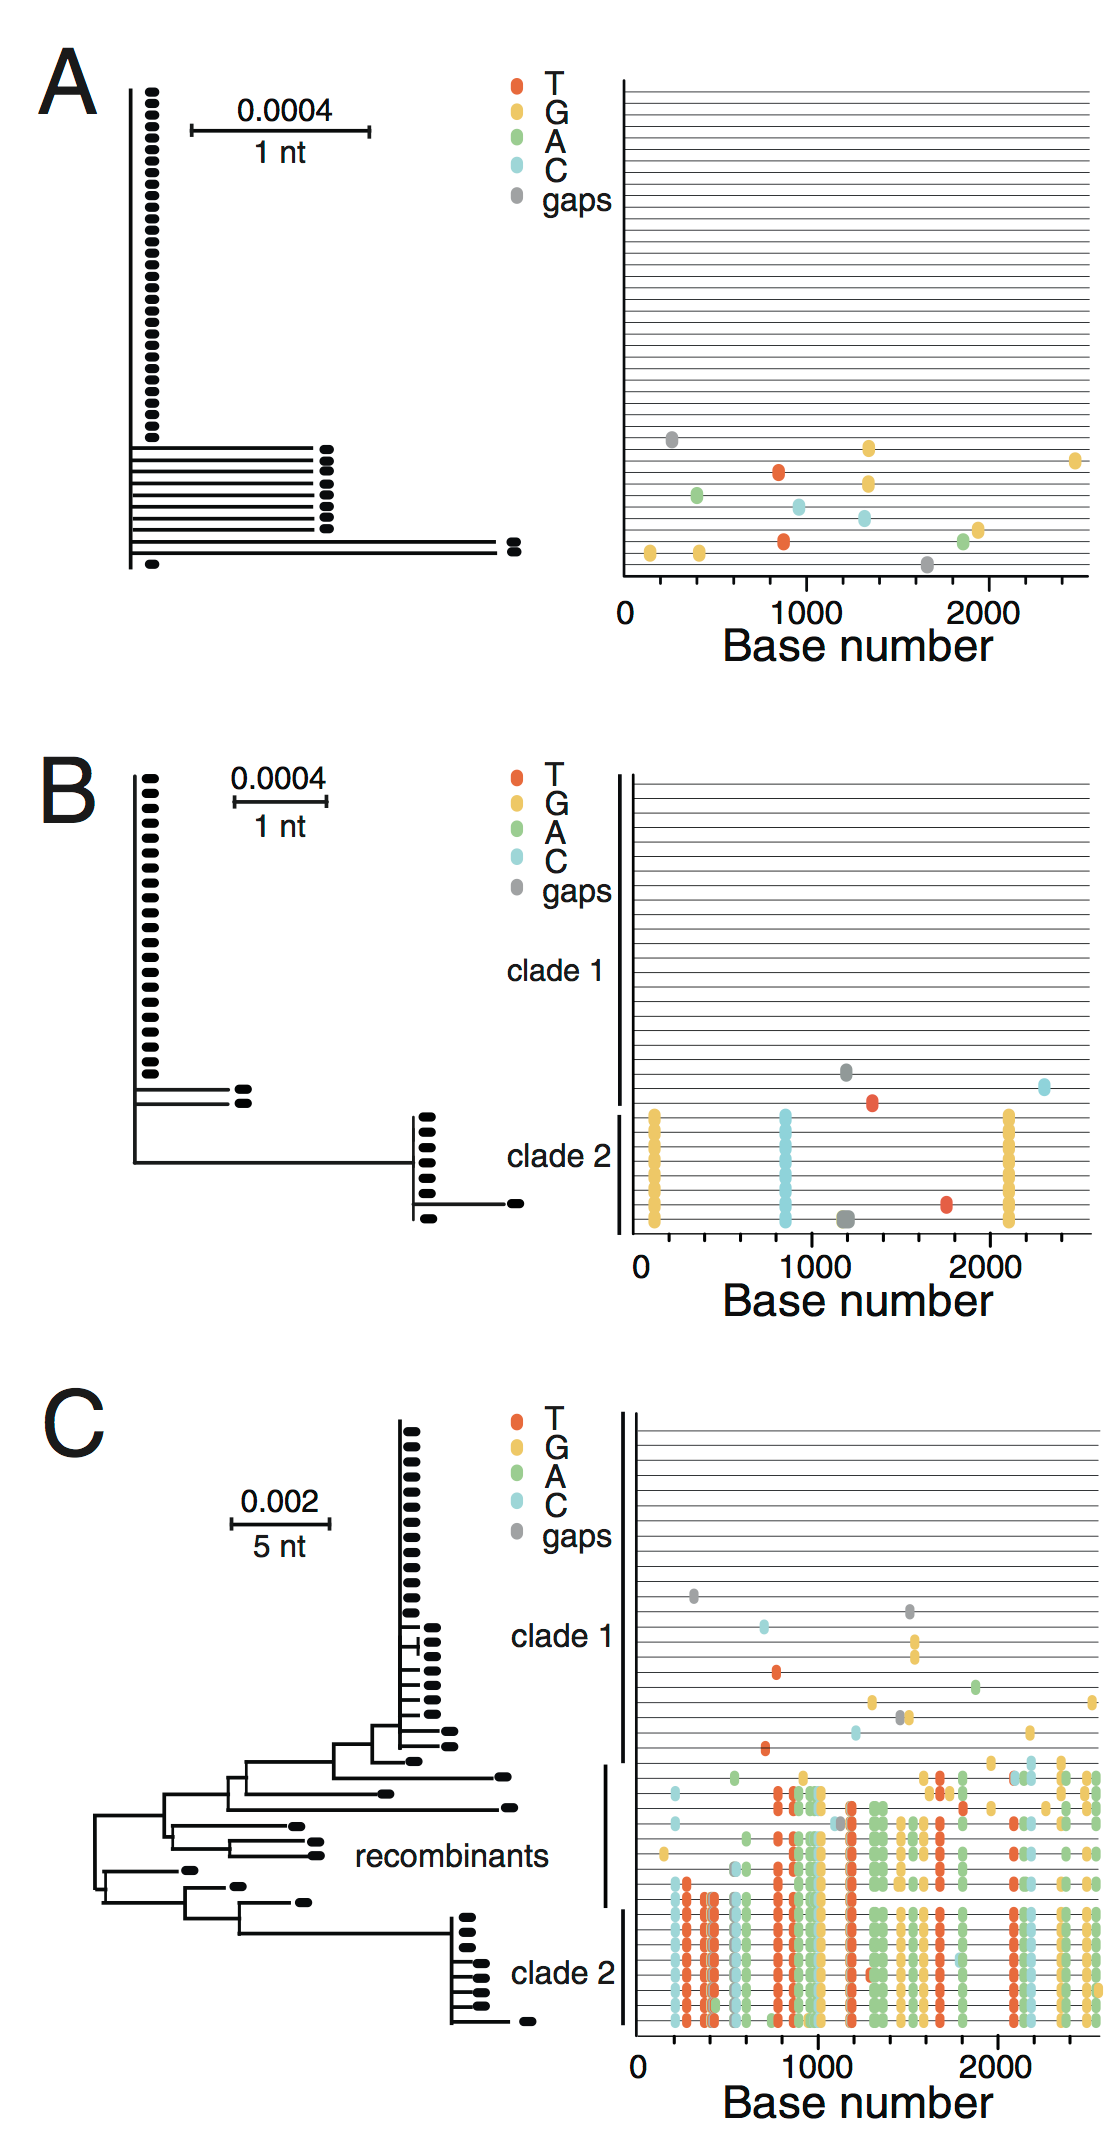 A
0.0004
1 nt
T
G
A
C
gaps
0
1000
2000
Base number
B
0.0004
1 nt
T
G
A
C
gaps
clade 1
clade 2
0
1000
2000
Base number
C
0.002
5 nt
T
G
A
C
gaps
clade 1
recombinants
clade 2
0
1000
2000
Base number